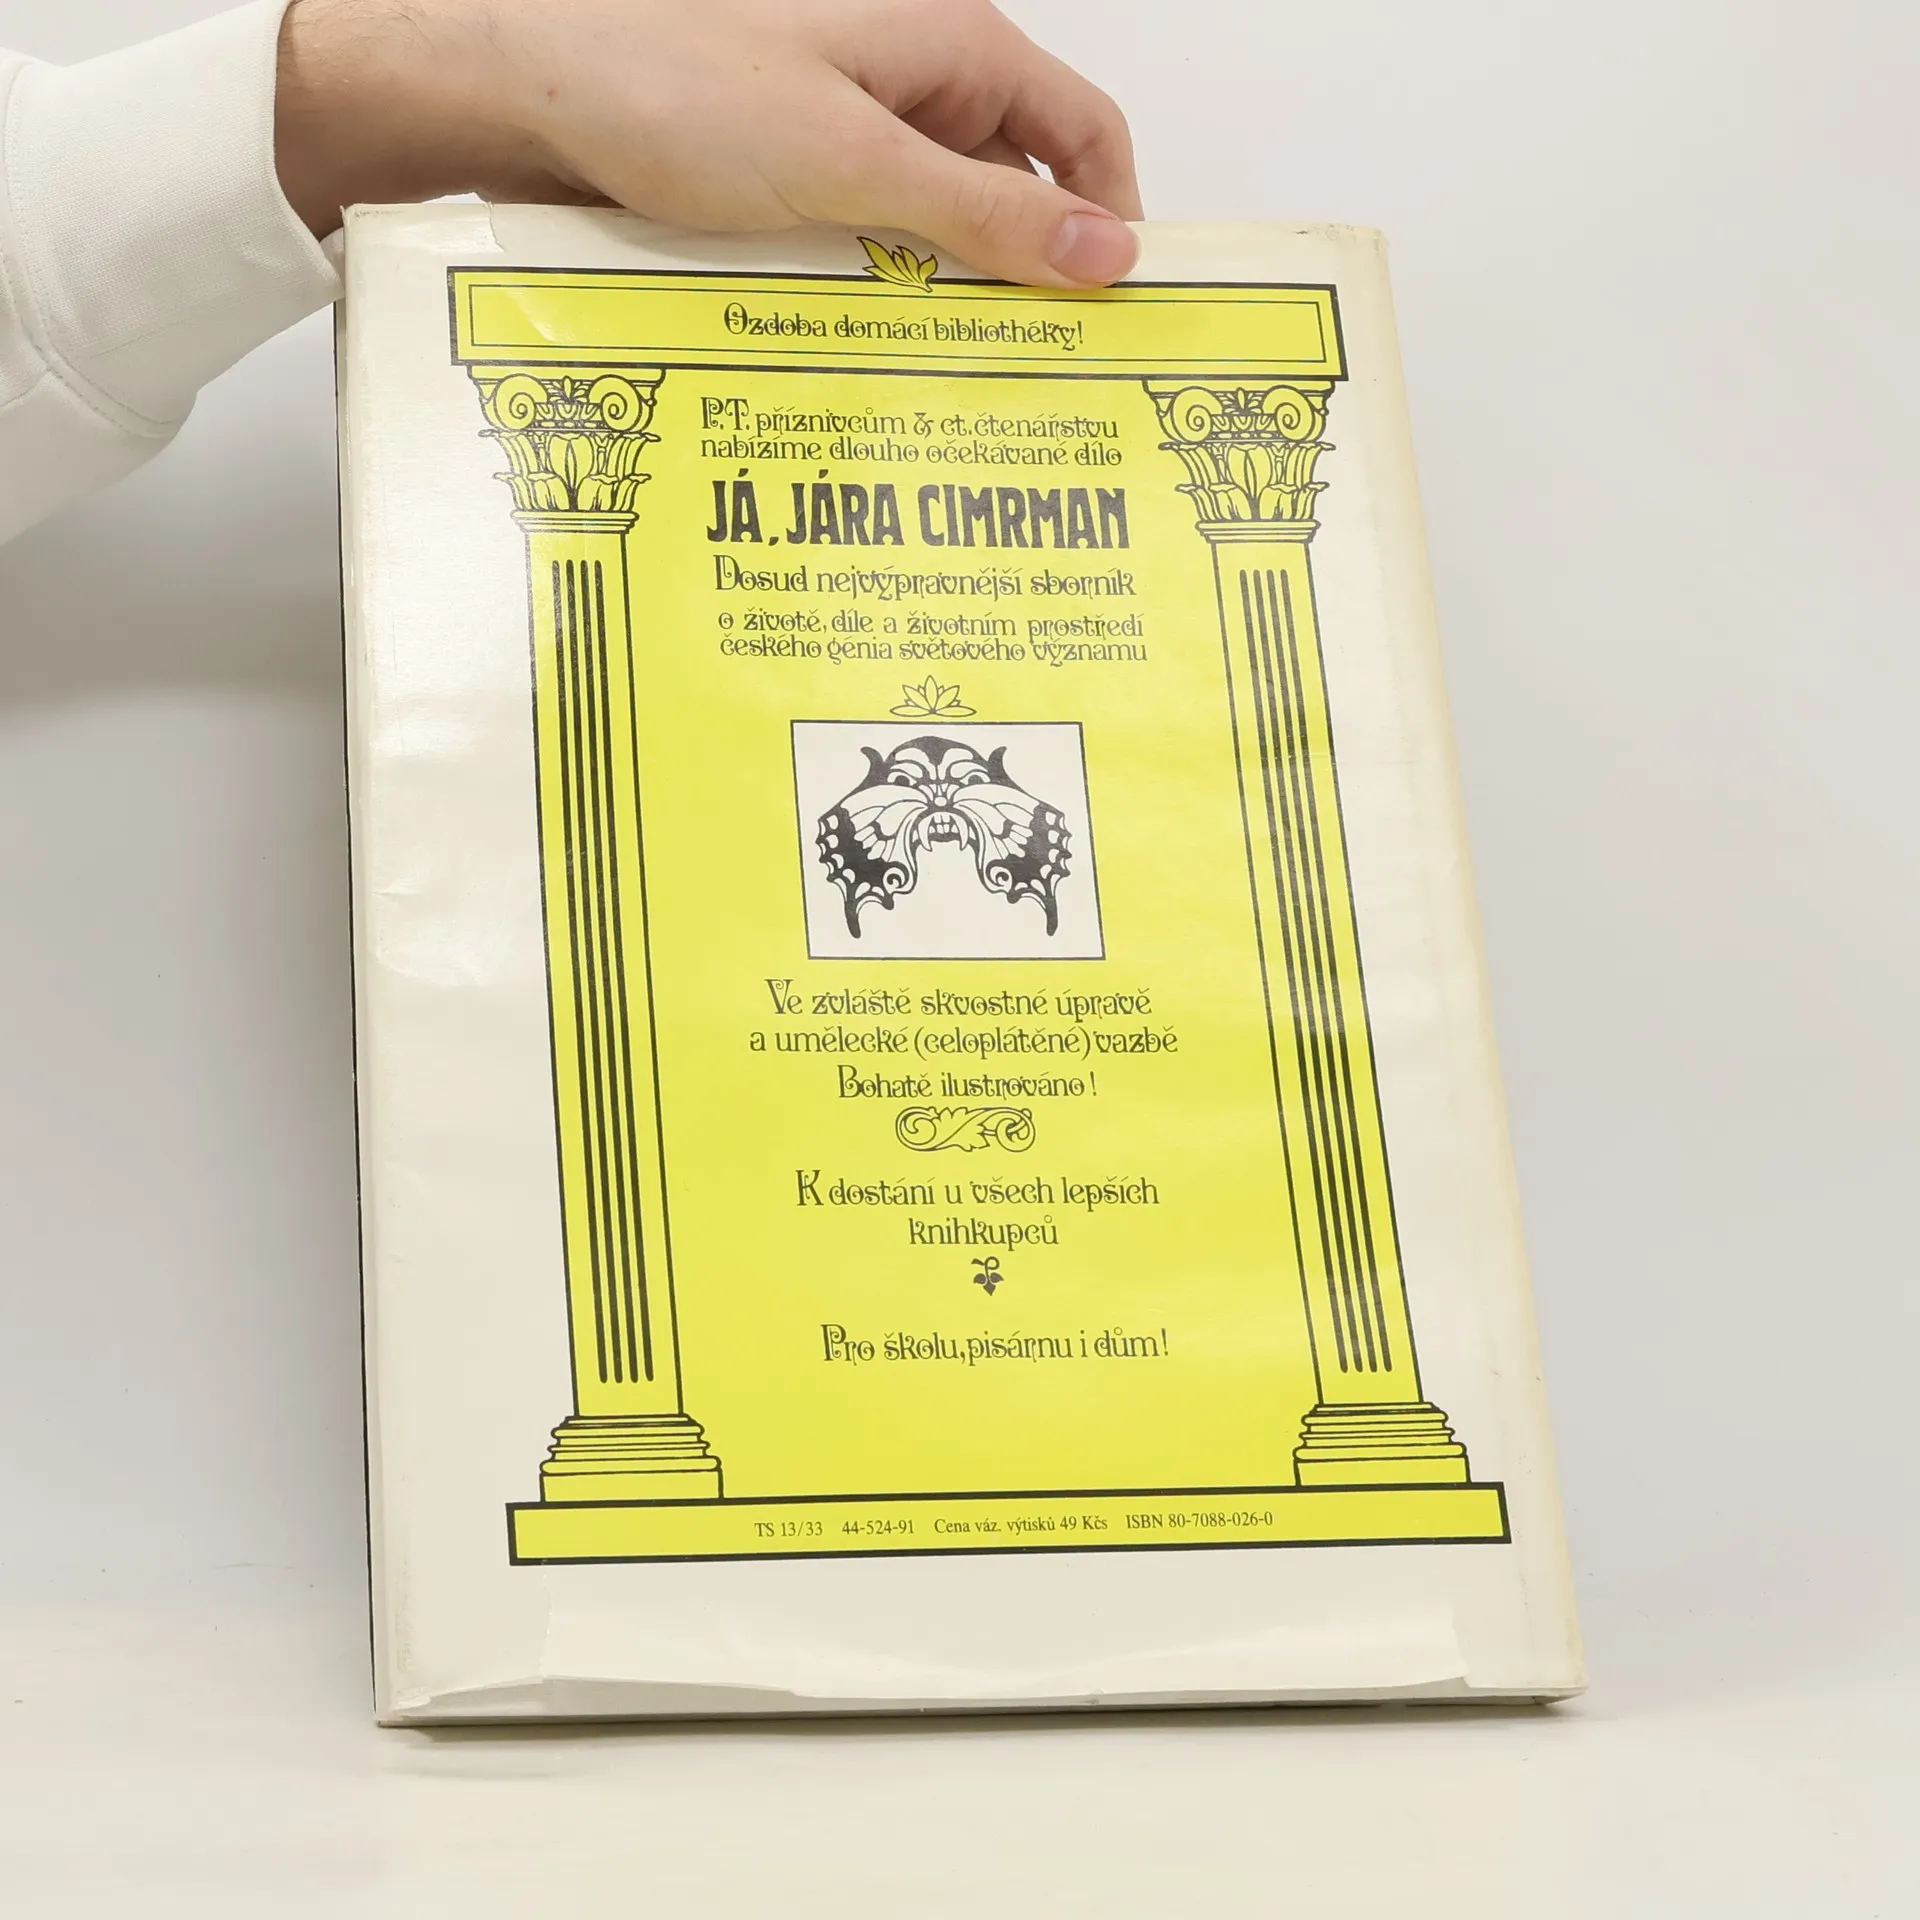 Ozdoba domácí bibliothéky!
P.T. příznivcům & ct. čtenářstvu
nabízíme dlouho očekávané dílo
JÁ, JÁRA CIMRMAN
Dosud nejvýpravnější sborník
o životě, díle a životním prostředí
českého génia světového významu
Ve zvláště skvostné úpravě
a umělecké (celoplátěné) vazbě
Bohatě ilustrováno!
K dostání u všech lepších
knihkupců
Pro školu, pisárnu i dům!
TS 13/33 44-524-91 Cena váz. výtisků 49 Kčs ISBN 80-7088-026-0